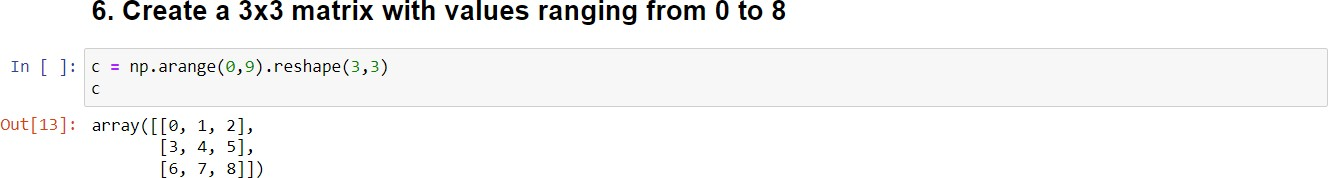 6. Create a 3x3 matrix with values ranging from 0 to 8
In [ ]: c = np.arange(0,9).reshape(3,3)
c
Out[13]: array([[0, 1, 2],
[3, 4, 5],
[6, 7, 8]])